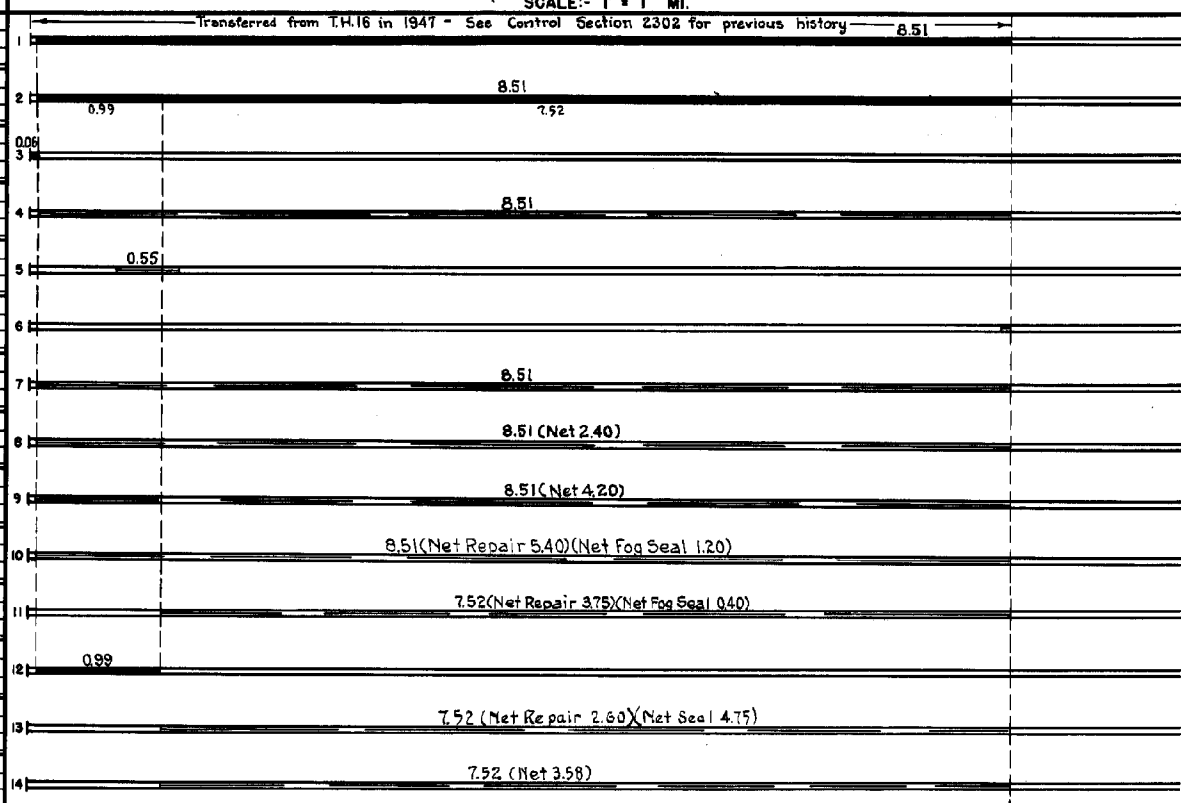 SCALE:- 1" = 1 MI.
Transferred from T.H.16 in 1947 - See Control Section 2302 for previous history
8.51
1
8.51
2
0.99 7.52
0.06
3
8.51
4
0.55
5
6
8.51
7
8.51 (Net 2.40)
8
8.51 (Net 4.20)
9
8.51 (Net Repair 5.40)(Net Fog Seal 1.20)
10
7.52 (Net Repair 3.75)(Net Fog Seal 0.40)
11
0.99
12
7.52 (Net Repair 2.60)(Net Seal 4.75)
13
7.52 (Net 3.58)
14